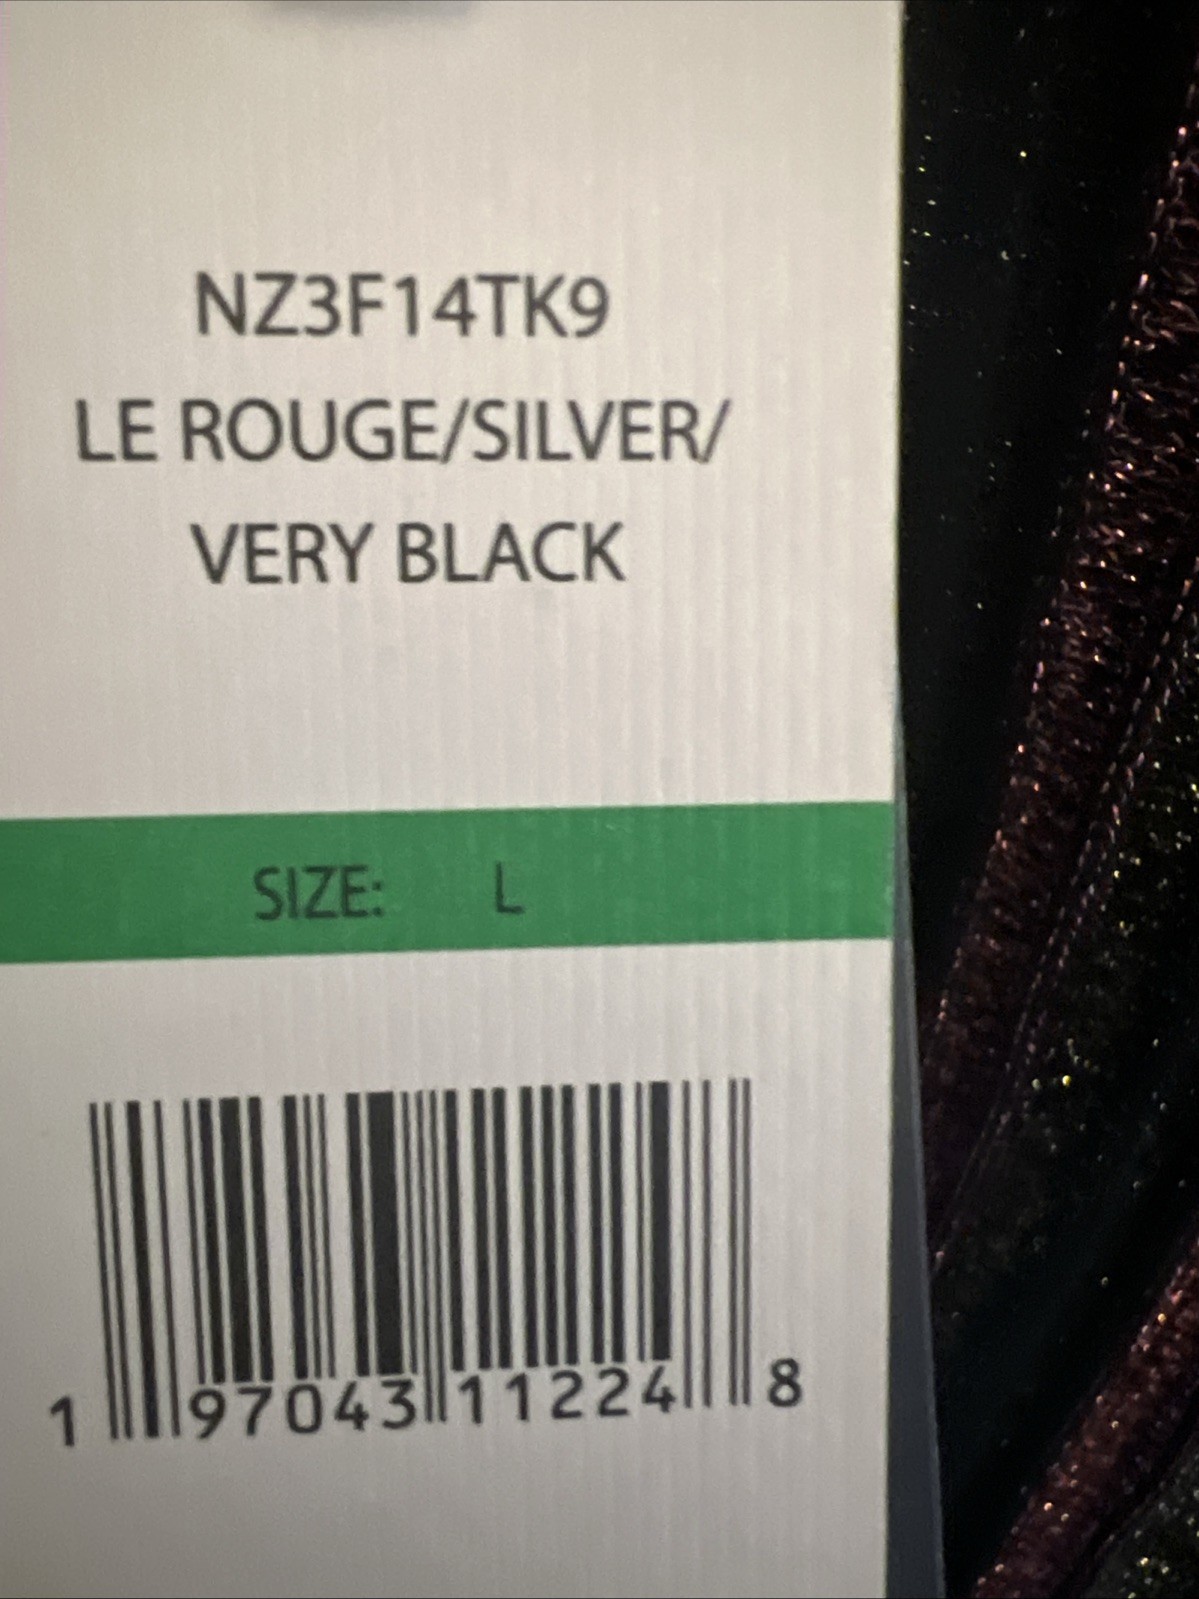 NZ3F14TK9
LE ROUGE/SILVER/
VERY BLACK
SIZE: L
1 97043 11224 8